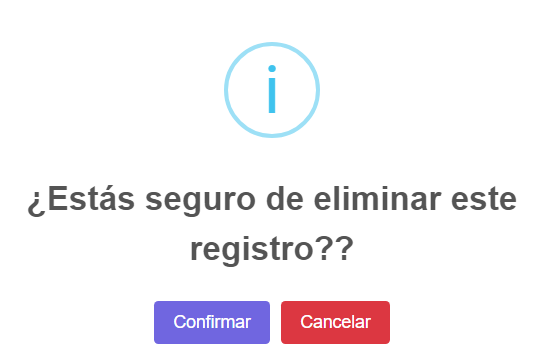 i
¿Estás seguro de eliminar este
registro??
Confirmar Cancelar